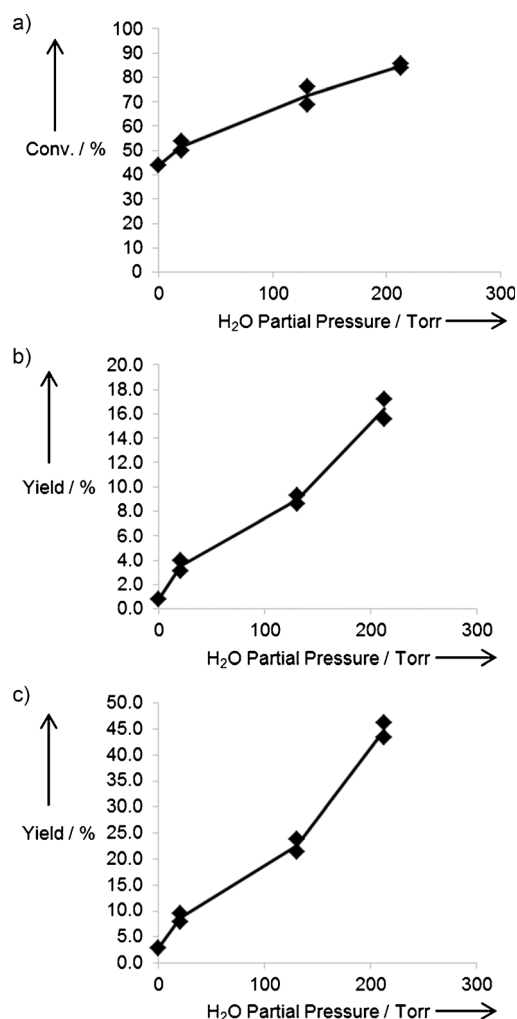 a)
100
90
80
70
60
50
40
30
20
10
0
Conv. / %
0 100 200 300
H₂O Partial Pressure / Torr
b)
20.0
18.0
16.0
14.0
12.0
10.0
8.0
6.0
4.0
2.0
0.0
Yield / %
0 100 200 300
H₂O Partial Pressure / Torr
c)
50.0
45.0
40.0
35.0
30.0
25.0
20.0
15.0
10.0
5.0
0.0
Yield / %
0 100 200 300
H₂O Partial Pressure / Torr